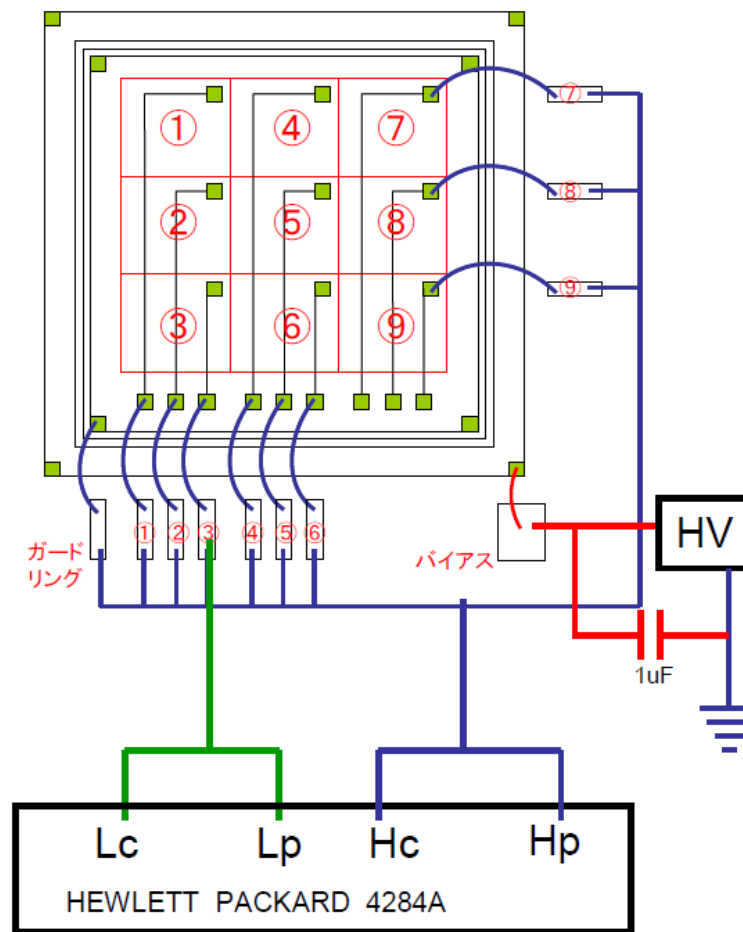 ① ④ ⑦ ⑦
② ⑤ ⑧ ⑧
③ ⑥ ⑨ ⑨
ガード
リング
① ② ③ ④ ⑤ ⑥
バイアス
HV
1uF
Lc Lp Hc Hp
HEWLETT PACKARD 4284A